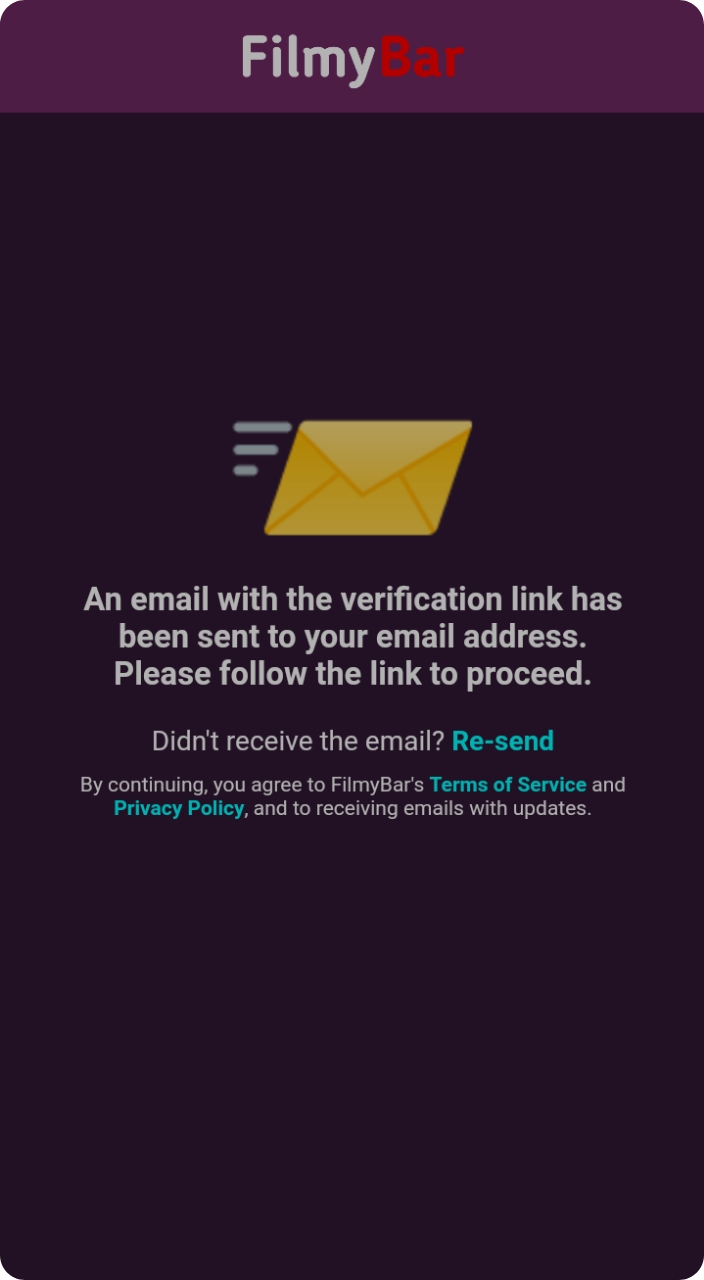 FilmyBar
An email with the verification link has
been sent to your email address.
Please follow the link to proceed.
Didn't receive the email? Re-send
By continuing, you agree to FilmyBar's Terms of Service and
Privacy Policy, and to receiving emails with updates.